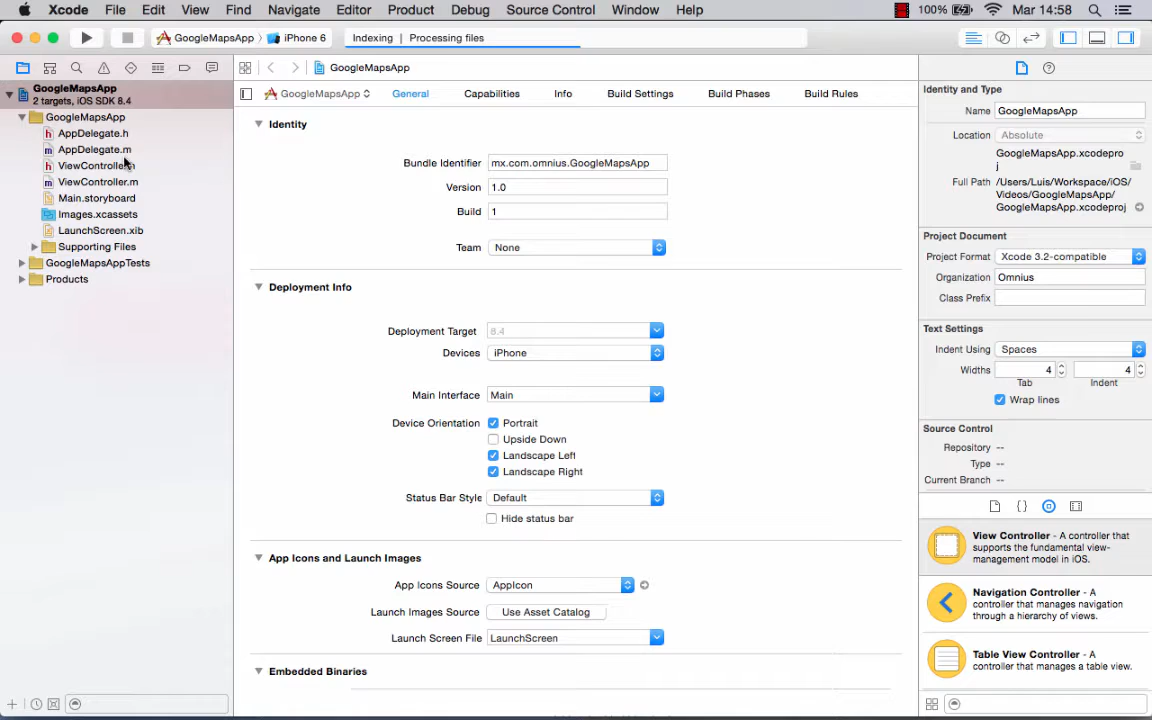 Xcode File Edit View Find Navigate Editor Product Debug Source Control Window Help 100% Mar 14:58
GoogleMapsApp iPhone 6 Indexing | Processing files
GoogleMapsApp
2 targets, iOS SDK 8.4
GoogleMapsApp
AppDelegate.h
AppDelegate.m
ViewController.h
ViewController.m
Main.storyboard
Images.xcassets
LaunchScreen.xib
Supporting Files
GoogleMapsAppTests
Products
GoogleMapsApp
GoogleMapsApp General Capabilities Info Build Settings Build Phases Build Rules
Identity
Bundle Identifier mx.com.omnius.GoogleMapsApp
Version 1.0
Build 1
Team None
Deployment Info
Deployment Target 8.4
Devices iPhone
Main Interface Main
Device Orientation Portrait
Upside Down
Landscape Left
Landscape Right
Status Bar Style Default
Hide status bar
App Icons and Launch Images
App Icons Source AppIcon
Launch Images Source Use Asset Catalog
Launch Screen File LaunchScreen
Embedded Binaries
Identity and Type
Name GoogleMapsApp
Location Absolute
GoogleMapsApp.xcodepro
j
Full Path /Users/Luis/Workspace/iOS/
Videos/GoogleMapsApp/
GoogleMapsApp.xcodeproj
Project Document
Project Format Xcode 3.2-compatible
Organization Omnius
Class Prefix
Text Settings
Indent Using Spaces
Widths 4 4
Tab Indent
Wrap lines
Source Control
Repository --
Type --
Current Branch --
{ }
View Controller - A controller that
supports the fundamental view-
management model in iOS.
Navigation Controller - A
controller that manages navigation
through a hierarchy of views.
Table View Controller - A
controller that manages a table view.